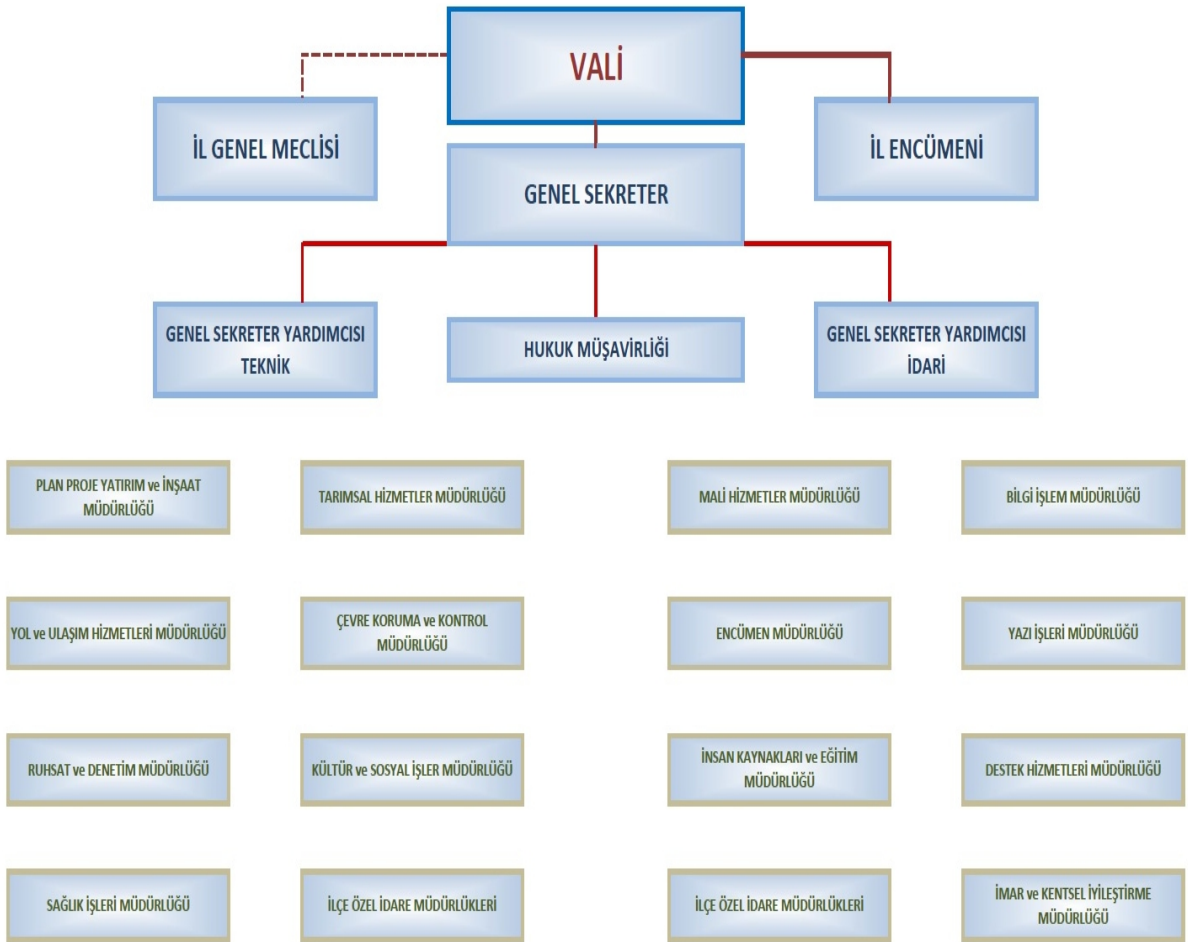 VALİ
İL GENEL MECLİSİ
İL ENCÜMENİ
GENEL SEKRETER
GENEL SEKRETER YARDIMCISI
TEKNİK
HUKUK MÜŞAVİRLİĞİ
GENEL SEKRETER YARDIMCISI
İDARİ
PLAN PROJE YATIRIM ve İNŞAAT
MÜDÜRLÜĞÜ
TARIMSAL HİZMETLER MÜDÜRLÜĞÜ
MALİ HİZMETLER MÜDÜRLÜĞÜ
BİLGİ İŞLEM MÜDÜRLÜĞÜ
YOL ve ULAŞIM HİZMETLERİ MÜDÜRLÜĞÜ
ÇEVRE KORUMA ve KONTROL
MÜDÜRLÜĞÜ
ENCÜMEN MÜDÜRLÜĞÜ
YAZI İŞLERİ MÜDÜRLÜĞÜ
RUHSAT ve DENETİM MÜDÜRLÜĞÜ
KÜLTÜR ve SOSYAL İŞLER MÜDÜRLÜĞÜ
İNSAN KAYNAKLARI ve EĞİTİM
MÜDÜRLÜĞÜ
DESTEK HİZMETLERİ MÜDÜRLÜĞÜ
SAĞLIK İŞLERİ MÜDÜRLÜĞÜ
İLÇE ÖZEL İDARE MÜDÜRLÜKLERİ
İLÇE ÖZEL İDARE MÜDÜRLÜKLERİ
İMAR ve KENTSEL İYİLEŞTİRME
MÜDÜRLÜĞÜ